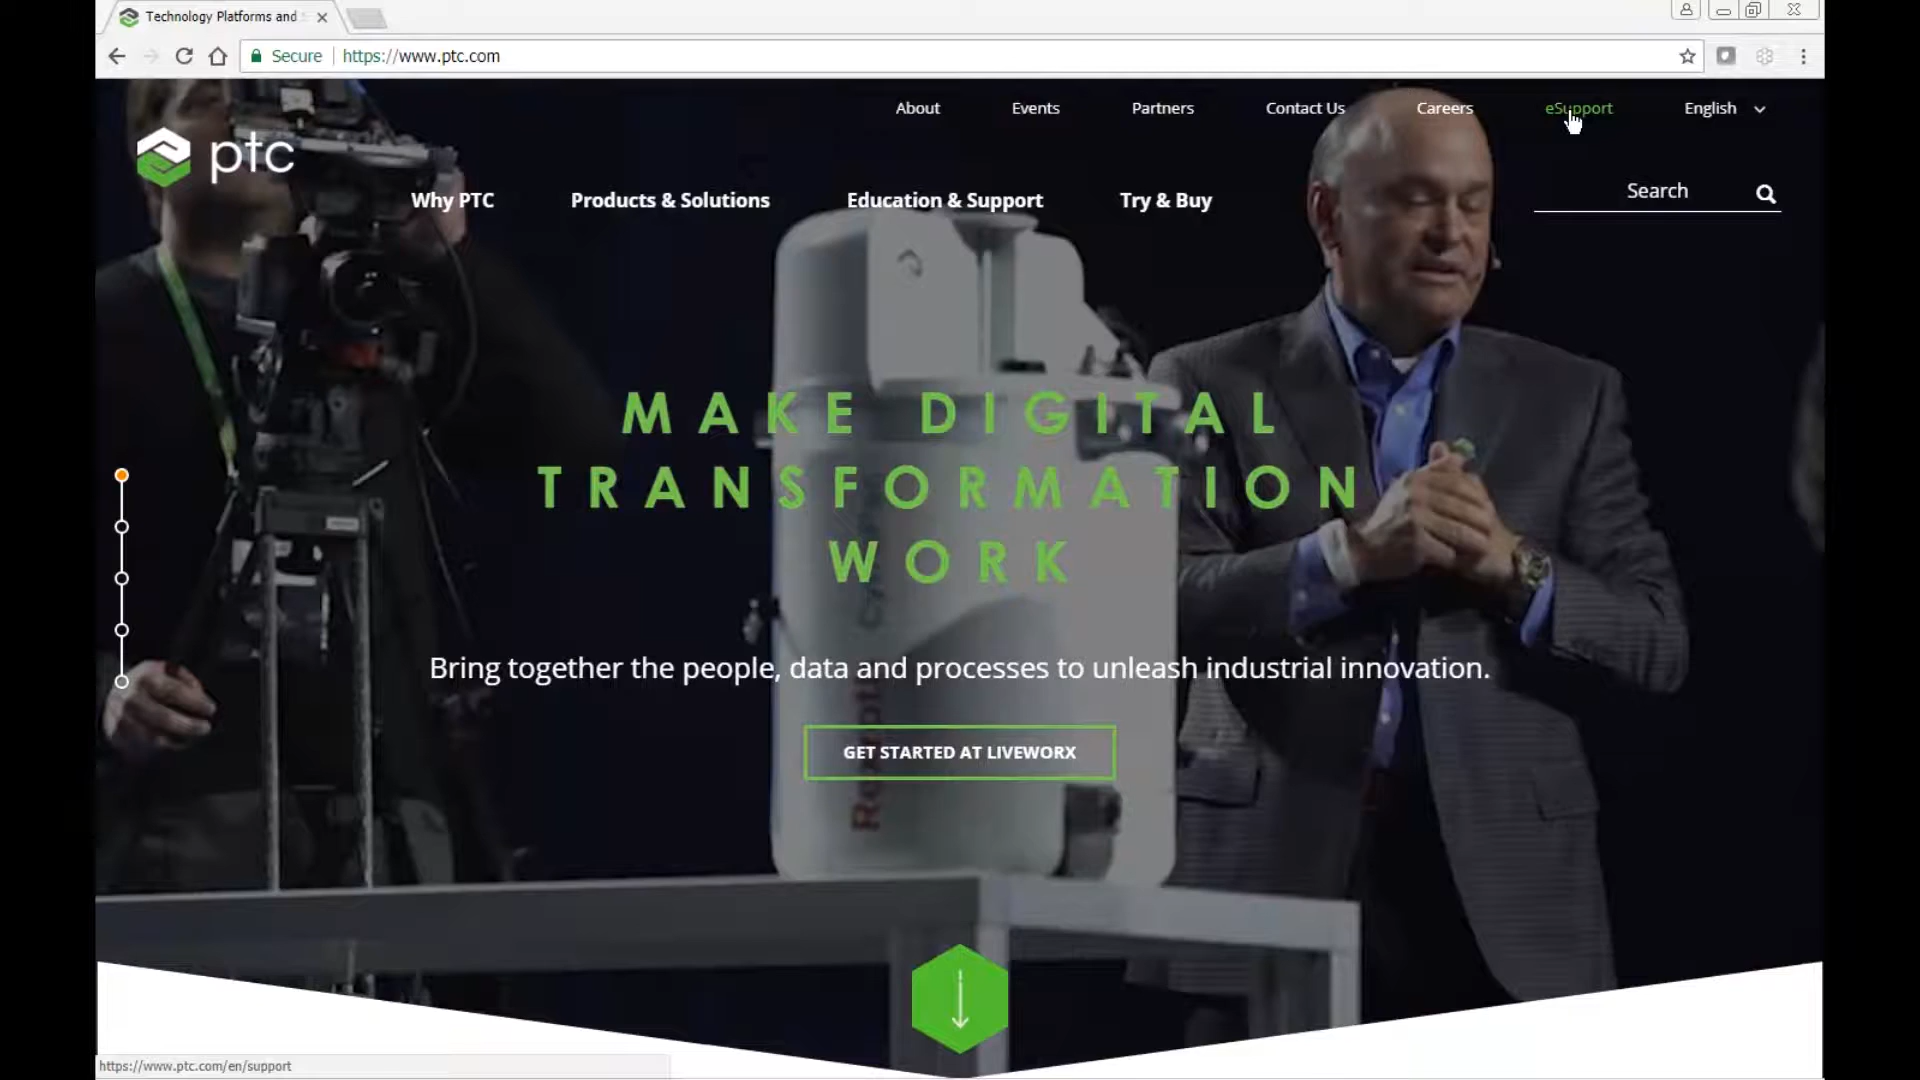 Technology Platforms and
Secure https://www.ptc.com
About Events Partners Contact Us Careers eSupport English
ptc
Why PTC Products & Solutions Education & Support Try & Buy
Search
MAKE DIGITAL
TRANSFORMATION
WORK
Bring together the people, data and processes to unleash industrial innovation.
GET STARTED AT LIVEWORX
https://www.ptc.com/en/support